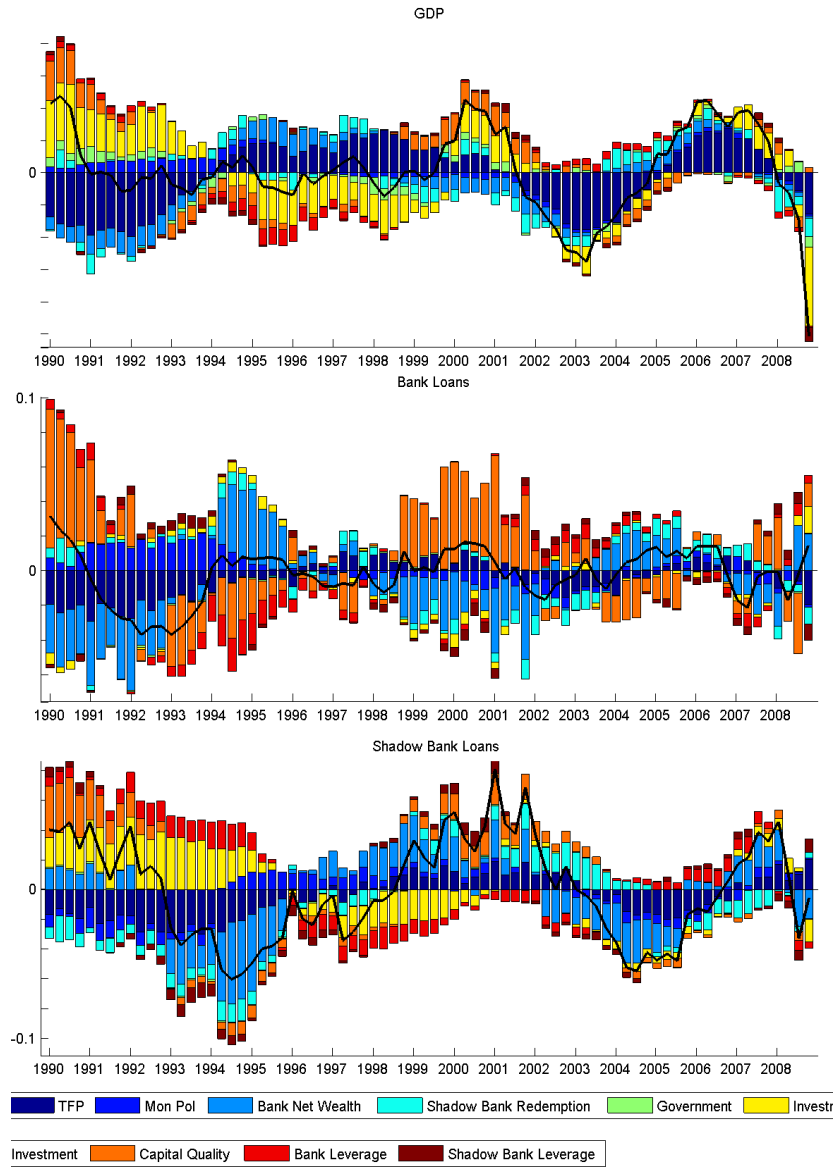 GDP
0
1990 1991 1992 1993 1994 1995 1996 1997 1998 1999 2000 2001 2002 2003 2004 2005 2006 2007 2008
Bank Loans
0.1
0
1990 1991 1992 1993 1994 1995 1996 1997 1998 1999 2000 2001 2002 2003 2004 2005 2006 2007 2008
Shadow Bank Loans
0
-0.1
1990 1991 1992 1993 1994 1995 1996 1997 1998 1999 2000 2001 2002 2003 2004 2005 2006 2007 2008
TFP Mon Pol Bank Net Wealth Shadow Bank Redemption Government Investm
Investment Capital Quality Bank Leverage Shadow Bank Leverage